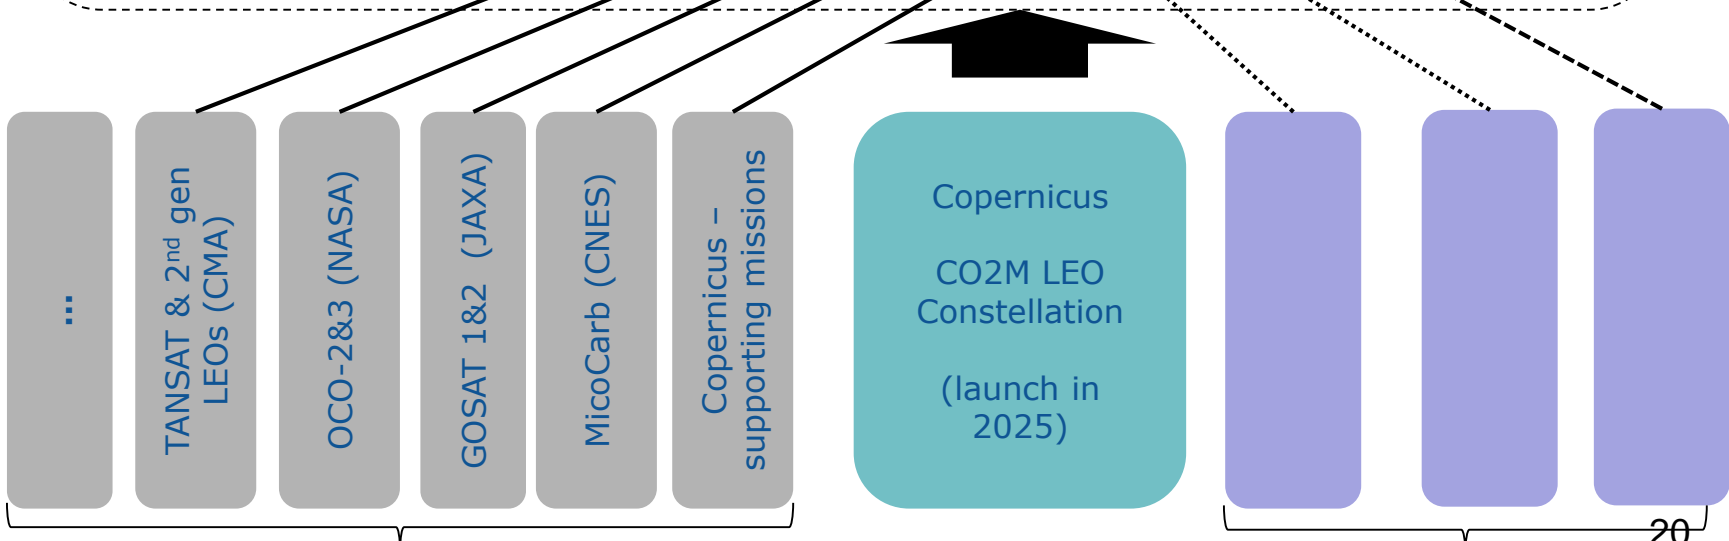 ...
TANSAT & 2nd gen
LEOs (CMA)
OCO-2&3 (NASA)
GOSAT 1&2 (JAXA)
MicoCarb (CNES)
Copernicus –
supporting missions
Copernicus
CO2M LEO
Constellation
(launch in
2025)
20